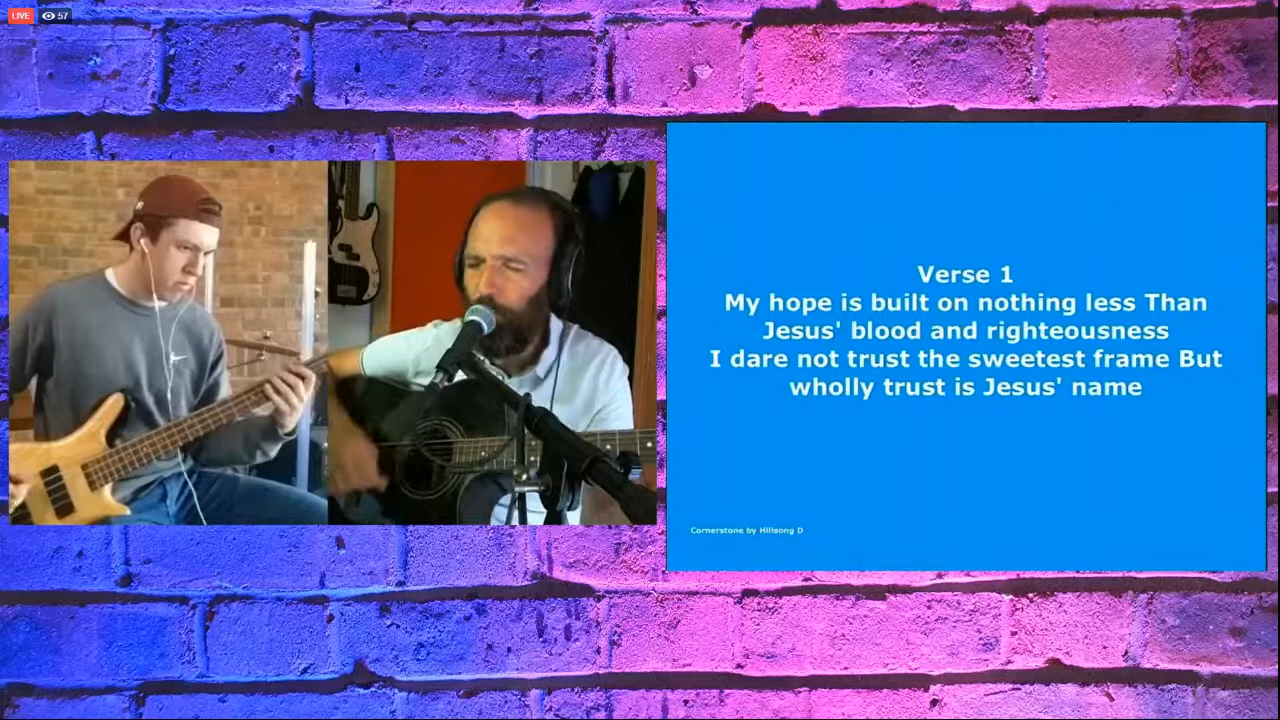 LIVE 57
Verse 1
My hope is built on nothing less Than
Jesus' blood and righteousness
I dare not trust the sweetest frame But
wholly trust is Jesus' name
Cornerstone by Hillsong D